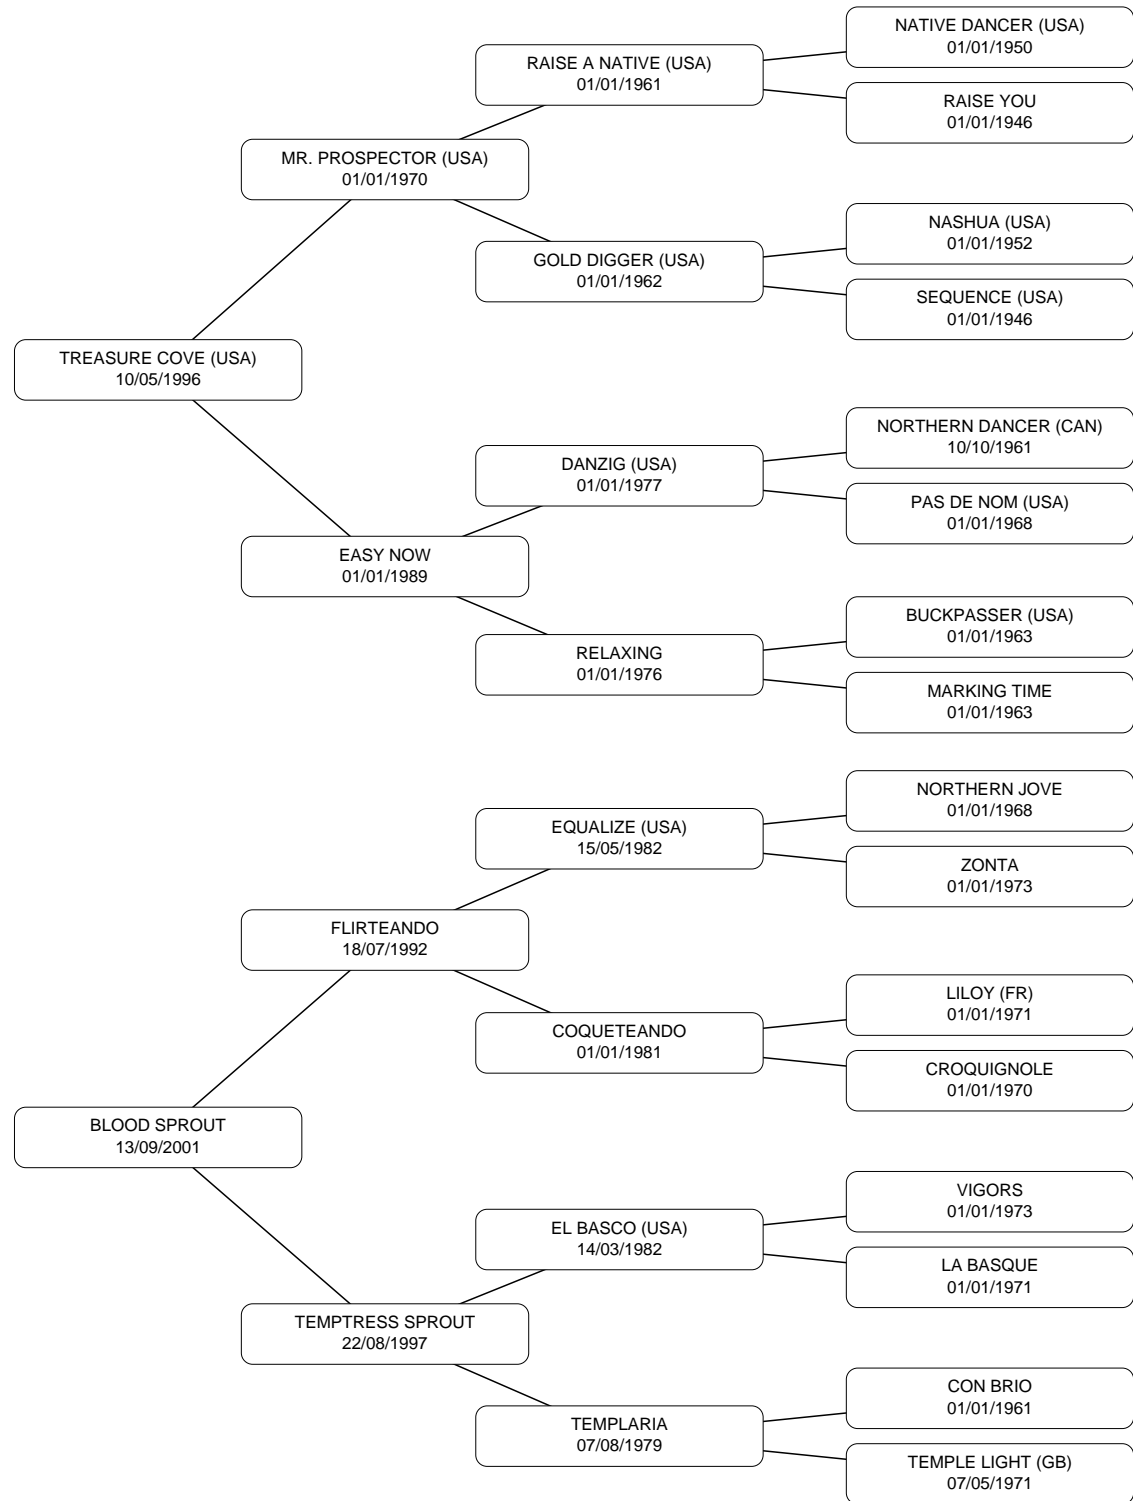 NATIVE DANCER (USA)
01/01/1950
RAISE A NATIVE (USA)
01/01/1961
RAISE YOU
01/01/1946
MR. PROSPECTOR (USA)
01/01/1970
NASHUA (USA)
01/01/1952
GOLD DIGGER (USA)
01/01/1962
SEQUENCE (USA)
01/01/1946
TREASURE COVE (USA)
10/05/1996
NORTHERN DANCER (CAN)
10/10/1961
DANZIG (USA)
01/01/1977
PAS DE NOM (USA)
01/01/1968
EASY NOW
01/01/1989
BUCKPASSER (USA)
01/01/1963
RELAXING
01/01/1976
MARKING TIME
01/01/1963
NORTHERN JOVE
01/01/1968
EQUALIZE (USA)
15/05/1982
ZONTA
01/01/1973
FLIRTEANDO
18/07/1992
LILOY (FR)
01/01/1971
COQUETEANDO
01/01/1981
CROQUIGNOLE
01/01/1970
BLOOD SPROUT
13/09/2001
VIGORS
01/01/1973
EL BASCO (USA)
14/03/1982
LA BASQUE
01/01/1971
TEMPTRESS SPROUT
22/08/1997
CON BRIO
01/01/1961
TEMPLARIA
07/08/1979
TEMPLE LIGHT (GB)
07/05/1971